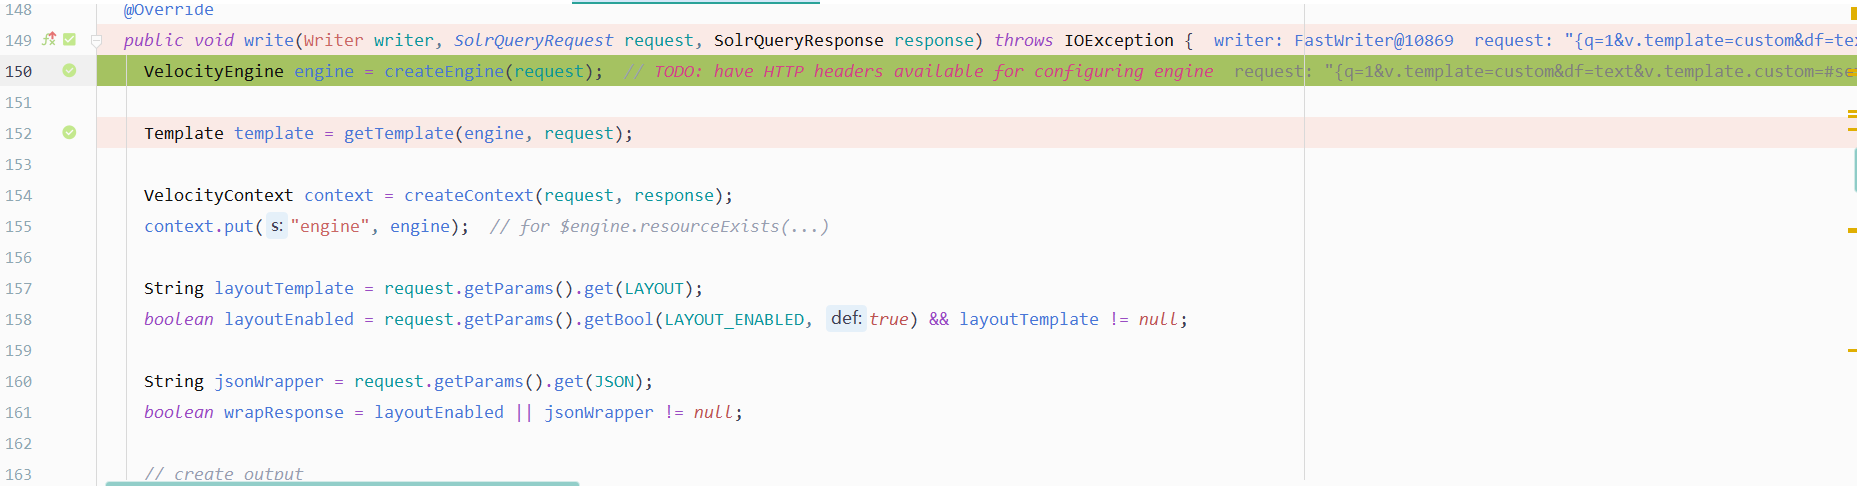 148 @Override
149 public void write(Writer writer, SolrQueryRequest request, SolrQueryResponse response) throws IOException { writer: FastWriter@10869 request: "{q=1&v.template=custom&df=tex
150 VelocityEngine engine = createEngine(request); // TODO: have HTTP headers available for configuring engine request: "{q=1&v.template=custom&df=text&v.template.custom=#set
151
152 Template template = getTemplate(engine, request);
153
154 VelocityContext context = createContext(request, response);
155 context.put( s: "engine", engine); // for $engine.resourceExists(...)
156
157 String layoutTemplate = request.getParams().get(LAYOUT);
158 boolean layoutEnabled = request.getParams().getBool(LAYOUT_ENABLED, def: true) && layoutTemplate != null;
159
160 String jsonWrapper = request.getParams().get(JSON);
161 boolean wrapResponse = layoutEnabled || jsonWrapper != null;
162
163 // create output